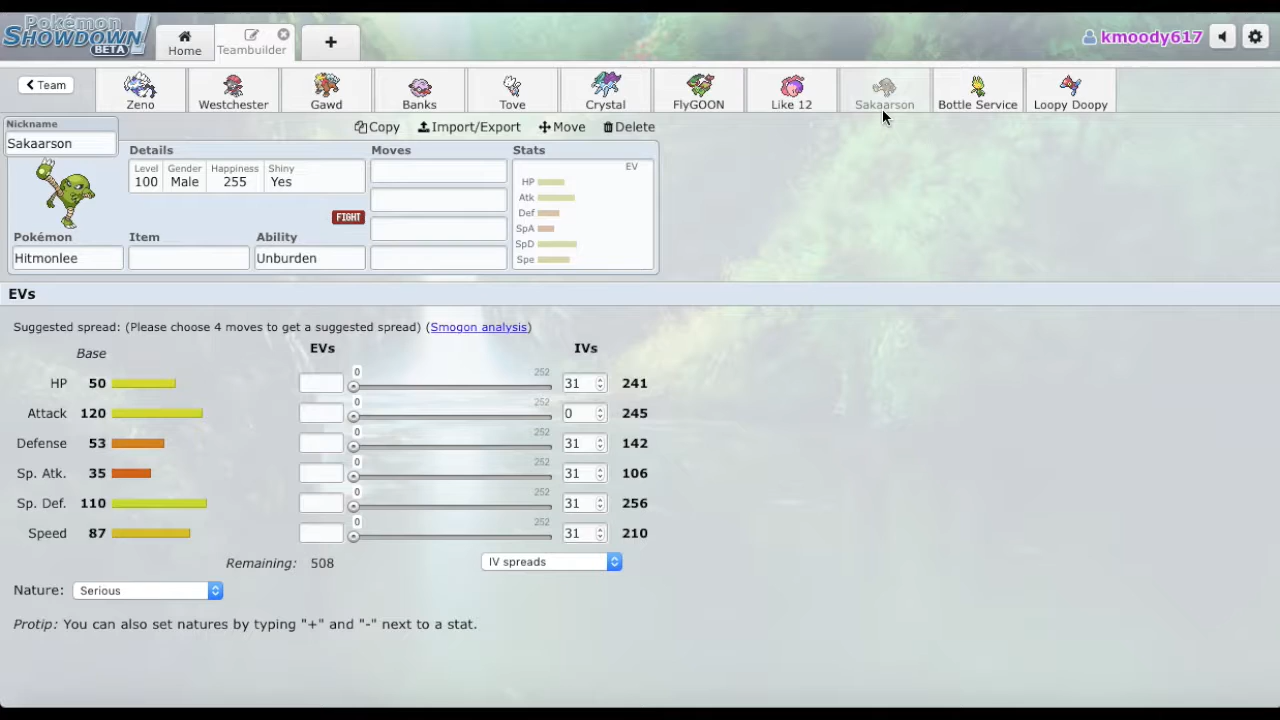 Pokémon
SHOWDOWN
BETA
Home
Teambuilder
+
kmoody617
Team
Zeno
Westchester
Gawd
Banks
Tove
Crystal
FlyGOON
Like 12
Sakaarson
Bottle Service
Loopy Doopy
Nickname
Sakaarson
Copy
Import/Export
Move
Delete
Details
Level Gender Happiness Shiny
100 Male 255 Yes
FIGHT
Pokémon
Hitmonlee
Item
Ability
Unburden
Moves
Stats
EV
HP
Atk
Def
SpA
SpD
Spe
EVs
Suggested spread: (Please choose 4 moves to get a suggested spread) (Smogon analysis)
Base EVs IVs
HP 50 0 252 31 241
Attack 120 0 252 0 245
Defense 53 0 252 31 142
Sp. Atk. 35 0 252 31 106
Sp. Def. 110 0 252 31 256
Speed 87 0 252 31 210
Remaining: 508 IV spreads
Nature: Serious
Protip: You can also set natures by typing "+" and "-" next to a stat.